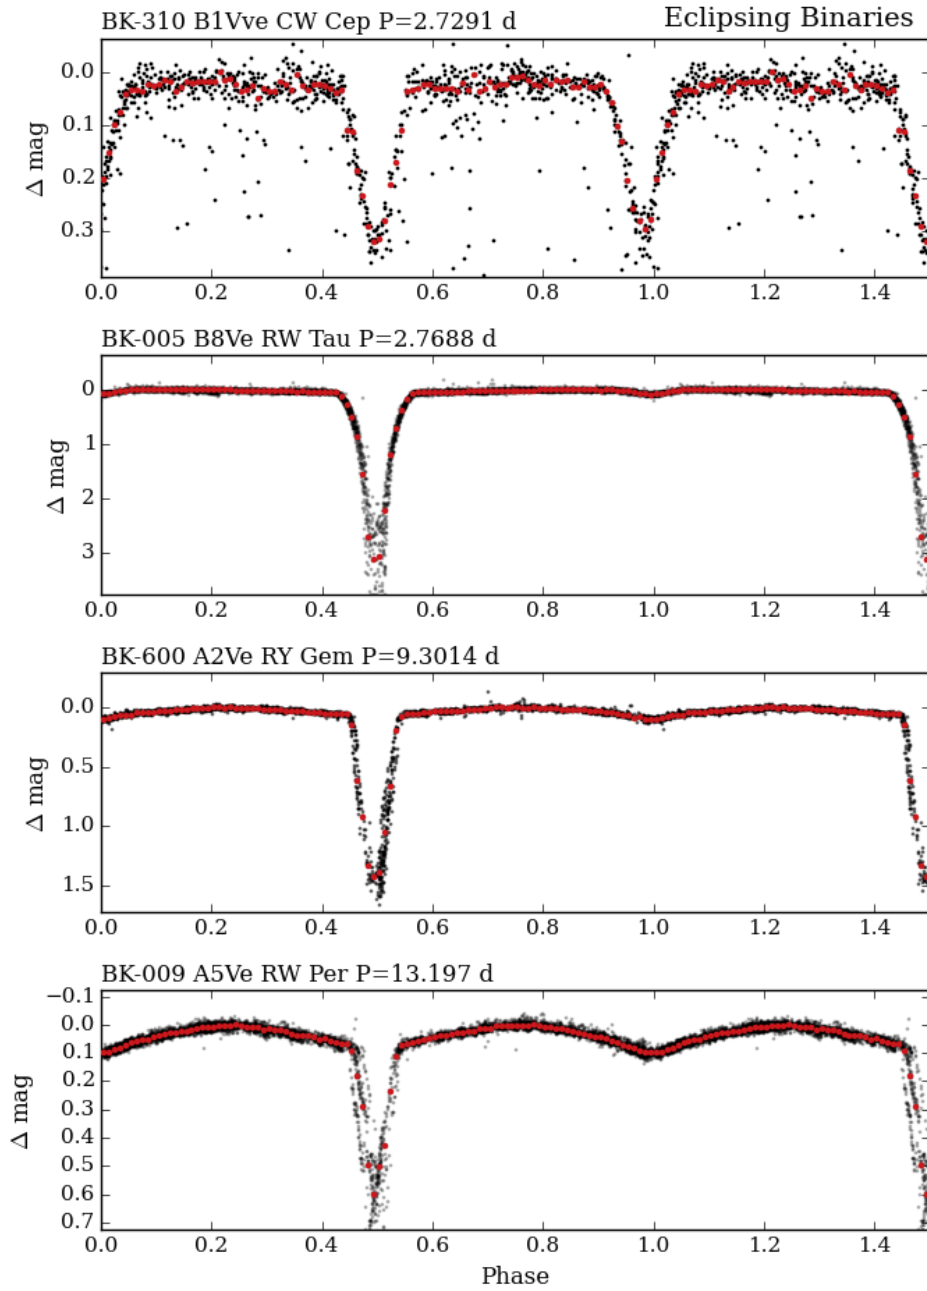 BK-310 B1Vve CW Cep P=2.7291 d Eclipsing Binaries
0.0
0.1
0.2
0.3
Δ mag
0.0 0.2 0.4 0.6 0.8 1.0 1.2 1.4
BK-005 B8Ve RW Tau P=2.7688 d
0
1
2
3
Δ mag
0.0 0.2 0.4 0.6 0.8 1.0 1.2 1.4
BK-600 A2Ve RY Gem P=9.3014 d
0.0
0.5
1.0
1.5
Δ mag
0.0 0.2 0.4 0.6 0.8 1.0 1.2 1.4
BK-009 A5Ve RW Per P=13.197 d
−0.1
0.0
0.1
0.2
0.3
0.4
0.5
0.6
0.7
Δ mag
0.0 0.2 0.4 0.6 0.8 1.0 1.2 1.4
Phase